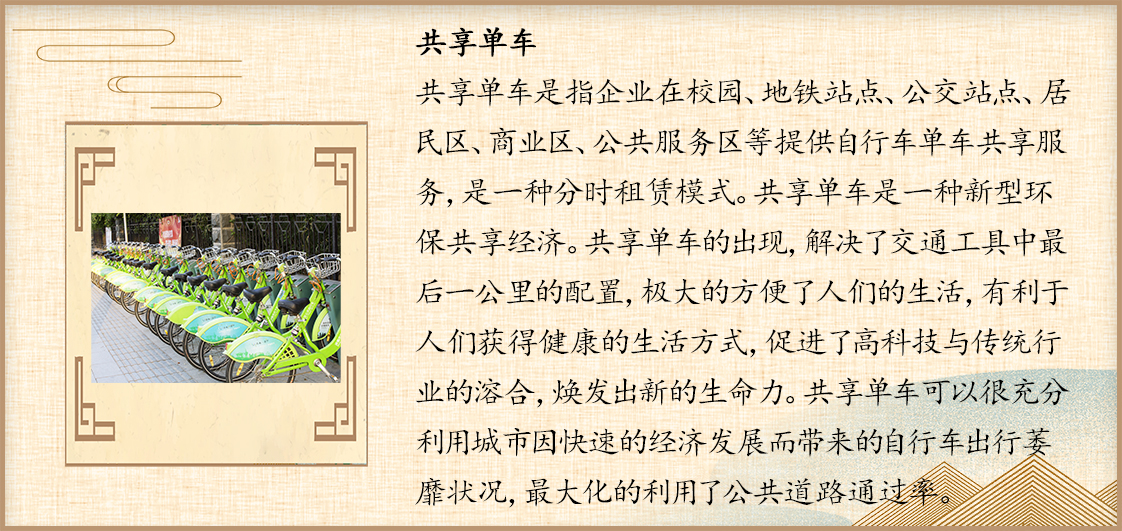 共享单车
共享单车是指企业在校园、地铁站点、公交站点、居
民区、商业区、公共服务区等提供自行车单车共享服
务，是一种分时租赁模式。共享单车是一种新型环
保共享经济。共享单车的出现，解决了交通工具中最
后一公里的配置，极大的方便了人们的生活，有利于
人们获得健康的生活方式，促进了高科技与传统行
业的溶合，焕发出新的生命力。共享单车可以很充分
利用城市因快速的经济发展而带来的自行车出行萎
靡状况，最大化的利用了公共道路通过率。